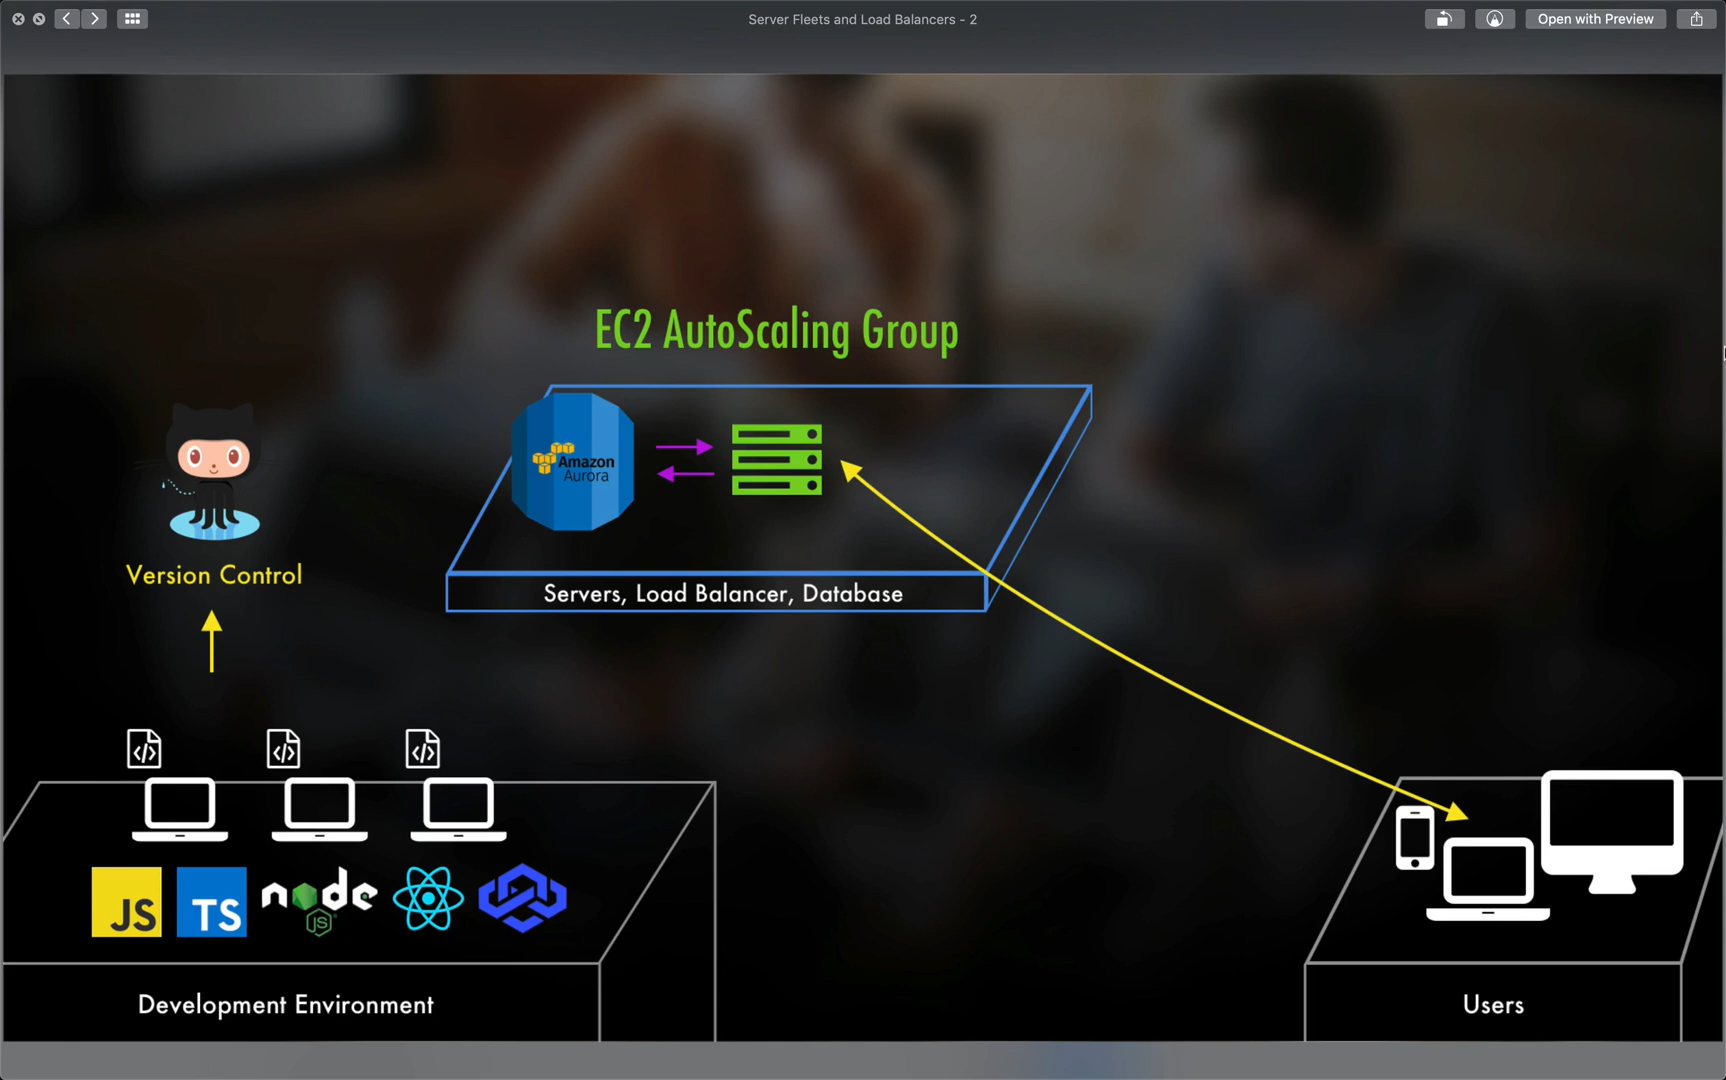 Server Fleets and Load Balancers - 2
Open with Preview
EC2 AutoScaling Group
Amazon
Aurora
Version Control
Servers, Load Balancer, Database
</>
</>
</>
JS
TS
node
JS
Development Environment
Users